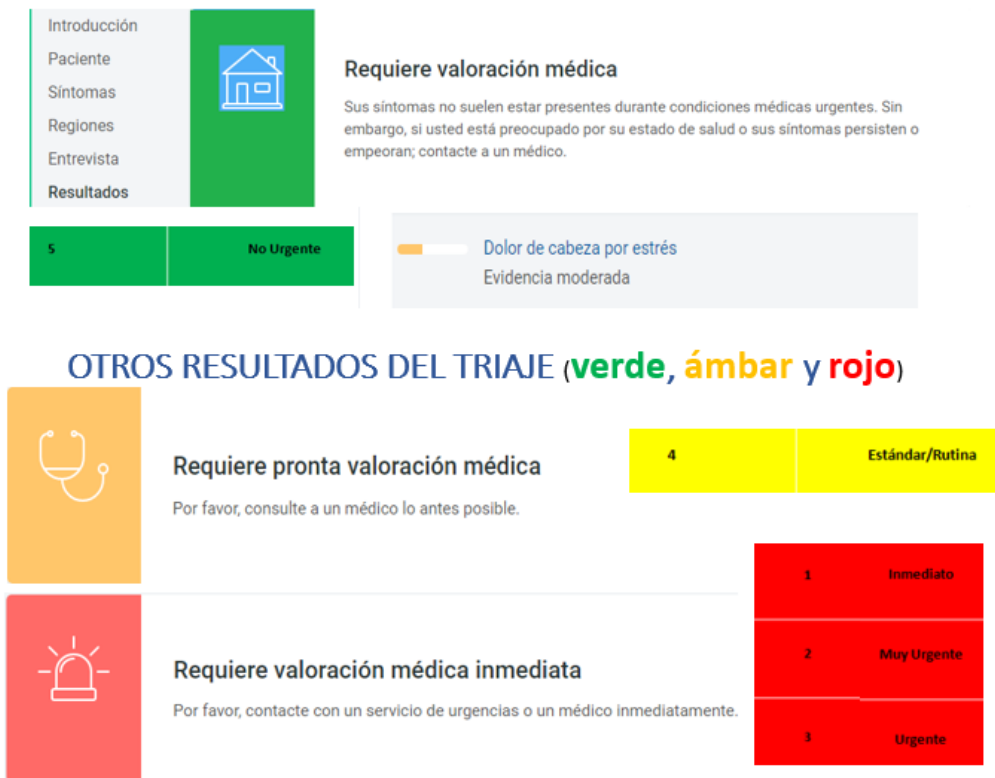 Introducción
Paciente
Síntomas
Regiones
Entrevista
Resultados
Requiere valoración médica
Sus síntomas no suelen estar presentes durante condiciones médicas urgentes. Sin
embargo, si usted está preocupado por su estado de salud o sus síntomas persisten o
empeoran; contacte a un médico.
5 No Urgente
Dolor de cabeza por estrés
Evidencia moderada
OTROS RESULTADOS DEL TRIAJE (verde, ámbar y rojo)
Requiere pronta valoración médica
Por favor, consulte a un médico lo antes posible.
4 Estándar/Rutina
1 Inmediato
2 Muy Urgente
3 Urgente
Requiere valoración médica inmediata
Por favor, contacte con un servicio de urgencias o un médico inmediatamente.